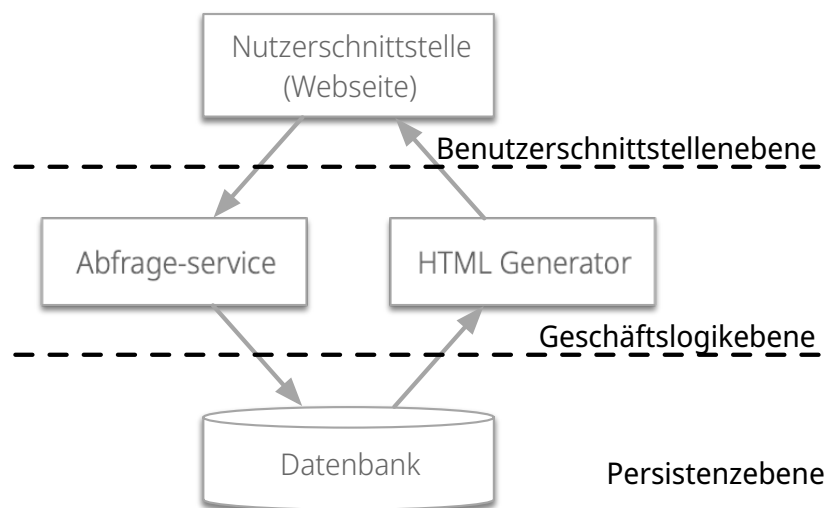 Nutzerschnittstelle
(Webseite)
Benutzerschnittstellenebene
Abfrage-service
HTML Generator
Geschäftslogikebene
Datenbank
Persistenzebene